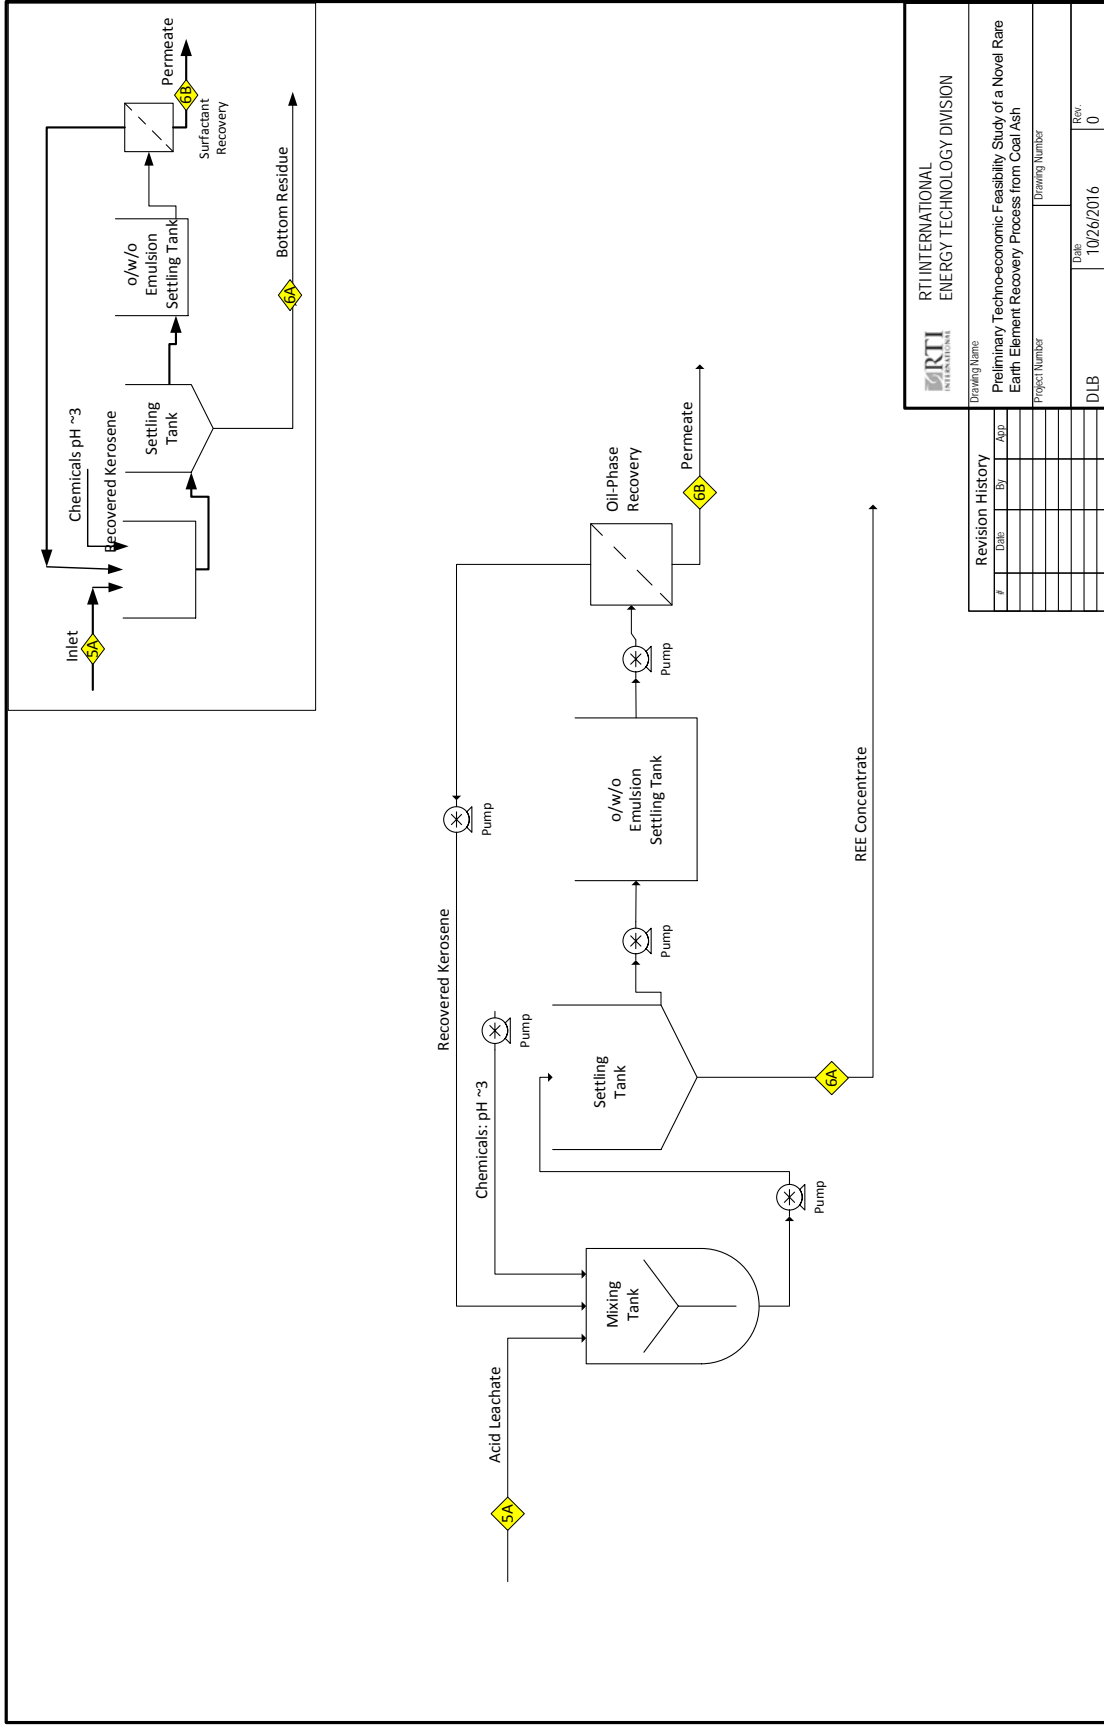 Inlet
5A
Chemicals pH ~3
Recovered Kerosene
Settling
Tank
o/w/o
Emulsion
Settling Tank
Surfactant
Recovery
Permeate
6B
6A
Bottom Residue
5A
Acid Leachate
Recovered Kerosene
Chemicals: pH ~3
Pump
Pump
Mixing
Tank
Pump
Settling
Tank
6A
REE Concentrate
Pump
o/w/o
Emulsion
Settling Tank
Pump
Oil-Phase
Recovery
6B
Permeate
Revision History
# Date By App
RTI
INTERNATIONAL
RTI INTERNATIONAL
ENERGY TECHNOLOGY DIVISION
Drawing Name
Preliminary Techno-economic Feasibility Study of a Novel Rare
Earth Element Recovery Process from Coal Ash
Project Number
Drawing Number
DLB
Date
10/26/2016
Rev.
0